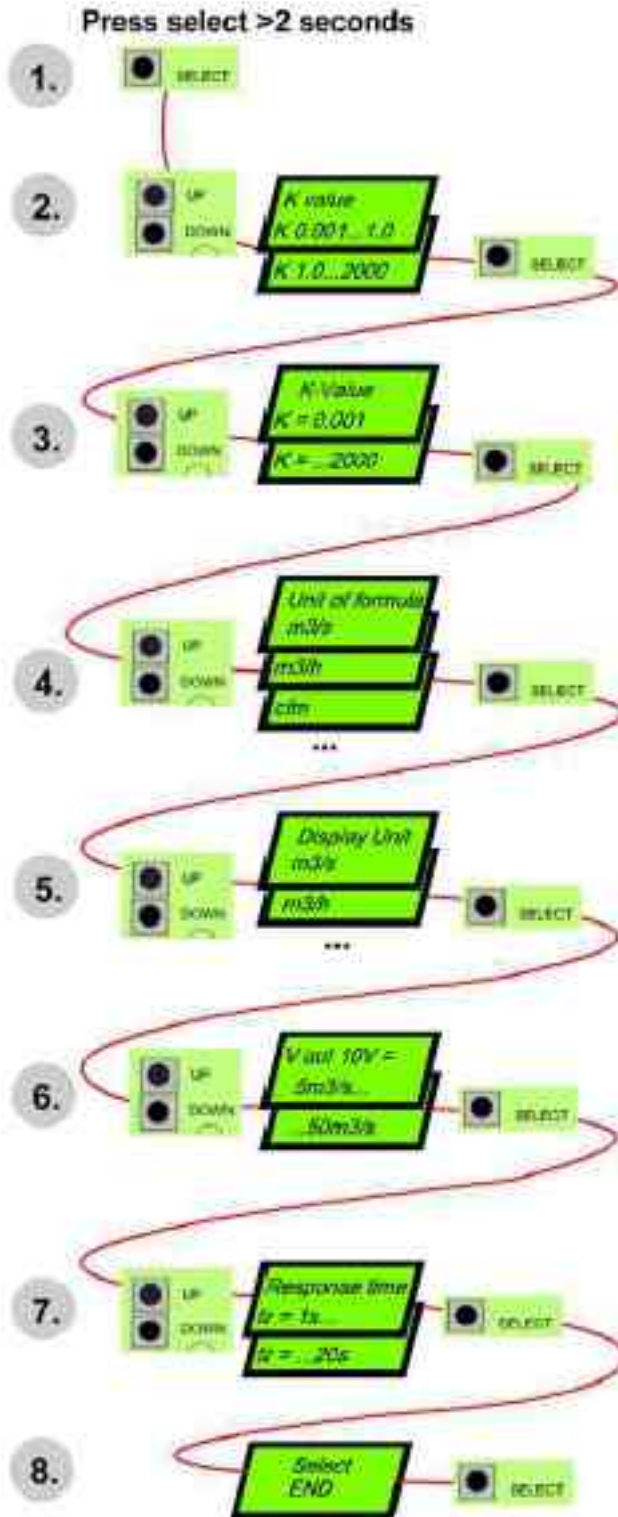 Press select >2 seconds
1.
SELECT
2.
UP
DOWN
K value
K 0.001...1.0
K 1.0...2000
SELECT
3.
UP
DOWN
K-Value
K = 0.001
K = ...2000
SELECT
4.
UP
DOWN
Unit of formula
m3/s
m3/h
cfm
...
SELECT
5.
UP
DOWN
Display Unit
m3/s
m3/h
...
SELECT
6.
UP
DOWN
V out 10V =
5m3/s...
...50m3/s
SELECT
7.
UP
DOWN
Response time
= 1s...
= ...20s
SELECT
8.
Select
END
SELECT